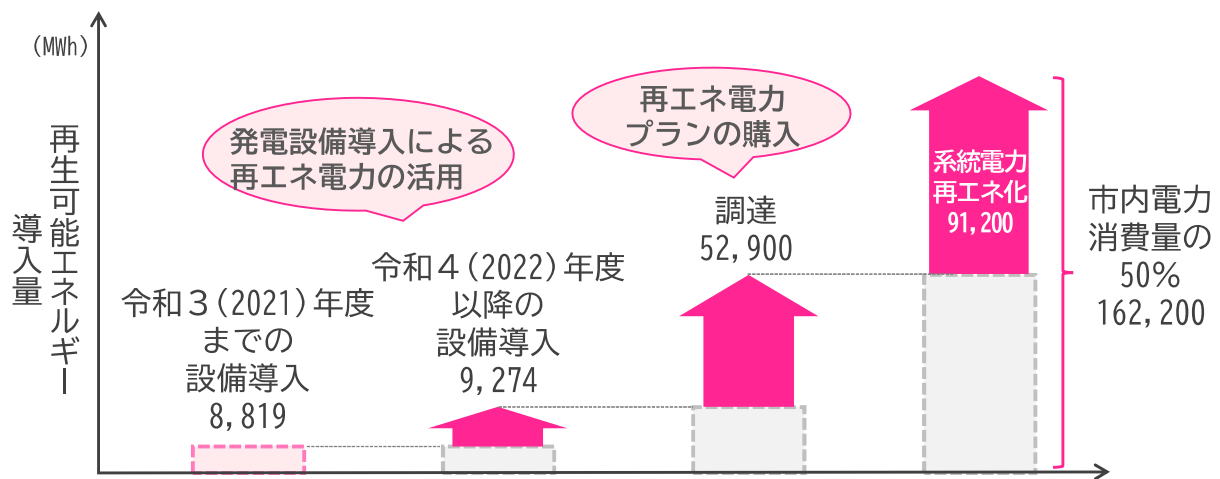 (MWh)
再生可能エネルギー
導入量
発電設備導入による
再エネ電力の活用
再エネ電力
プランの購入
令和３(2021)年度
までの
設備導入
8,819
令和４(2022)年度
以降の
設備導入
9,274
調達
52,900
系統電力
再エネ化
91,200
市内電力
消費量の
50%
162,200